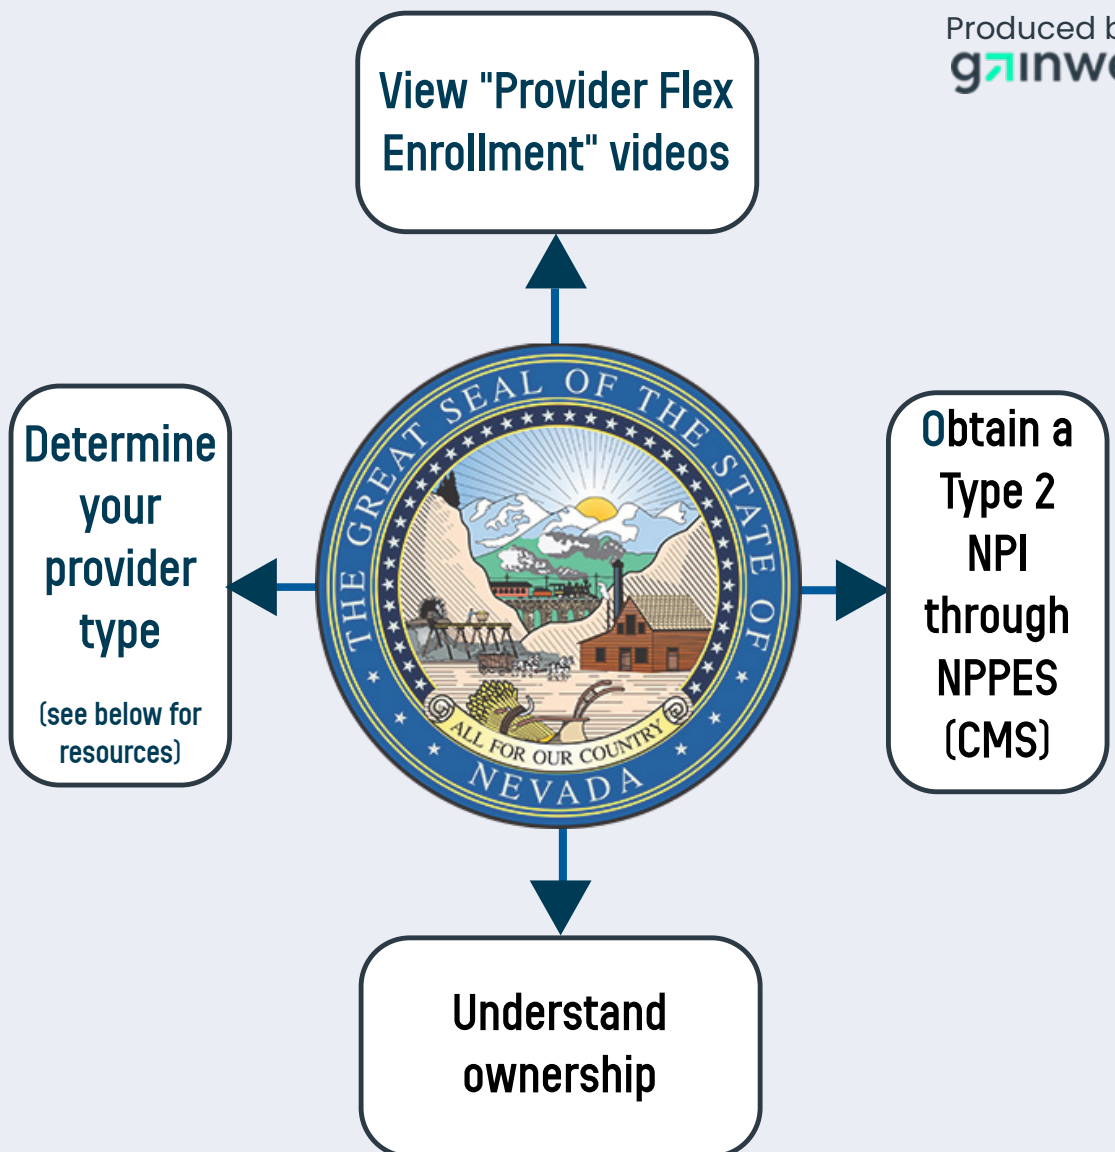 Produced
View "Provider Flex
Enrollment" videos
Determine
your
provider
type
(see below for
resources)
THE GREAT SEAL OF THE STATE OF
NEVADA
ALL FOR OUR COUNTRY
Obtain a
Type 2
NPI
through
NPPES
(CMS)
Understand
ownership